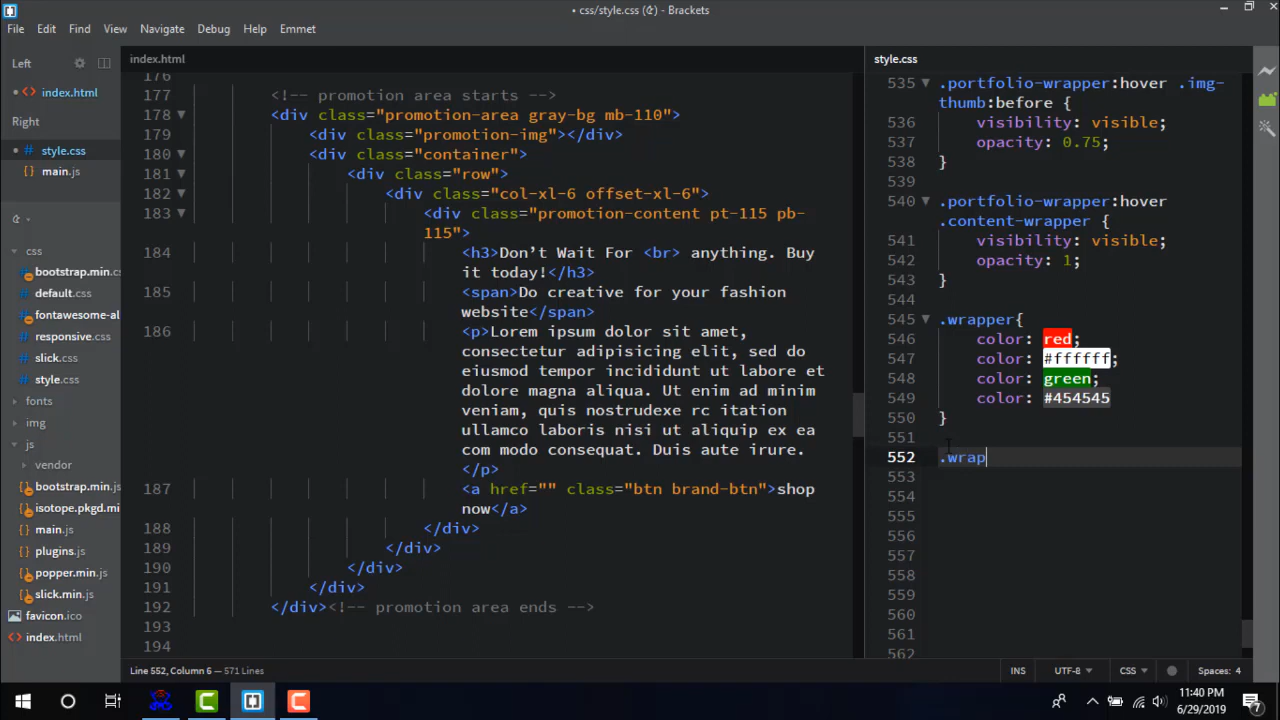 • css/style.css (ፈ) - Brackets
File Edit Find View Navigate Debug Help Emmet
Left
• <> index.html
Right
• # style.css
main.js
css
bootstrap.min.cs
default.css
fontawesome-al
responsive.css
slick.css
style.css
fonts
img
js
vendor
bootstrap.min.js
isotope.pkgd.mi
main.js
plugins.js
popper.min.js
slick.min.js
favicon.ico
index.html
index.html
176
177 <!-- promotion area starts -->
178 <div class="promotion-area gray-bg mb-110">
179 <div class="promotion-img"></div>
180 <div class="container">
181 <div class="row">
182 <div class="col-xl-6 offset-xl-6">
183 <div class="promotion-content pt-115 pb-
115">
184 <h3>Don’t Wait For <br> anything. Buy
it today!</h3>
185 <span>Do creative for your fashion
website</span>
186 <p>Lorem ipsum dolor sit amet,
consectetur adipisicing elit, sed do
eiusmod tempor incididunt ut labore et
dolore magna aliqua. Ut enim ad minim
veniam, quis nostrudexe rc itation
ullamco laboris nisi ut aliquip ex ea
com modo consequat. Duis aute irure.
</p>
187 <a href="" class="btn brand-btn">shop
now</a>
188 </div>
189 </div>
190 </div>
191 </div>
192 </div><!-- promotion area ends -->
193
194
style.css
535 .portfolio-wrapper:hover .img-
thumb:before {
536 visibility: visible;
537 opacity: 0.75;
538 }
539
540 .portfolio-wrapper:hover
.content-wrapper {
541 visibility: visible;
542 opacity: 1;
543 }
544
545 .wrapper{
546 color: red;
547 color: #ffffff;
548 color: green;
549 color: #454545
550 }
551
552 .wrap
553
554
555
556
557
558
559
560
561
562
Line 552, Column 6 — 571 Lines
INS UTF-8 CSS Spaces: 4
11:40 PM
6/29/2019
7